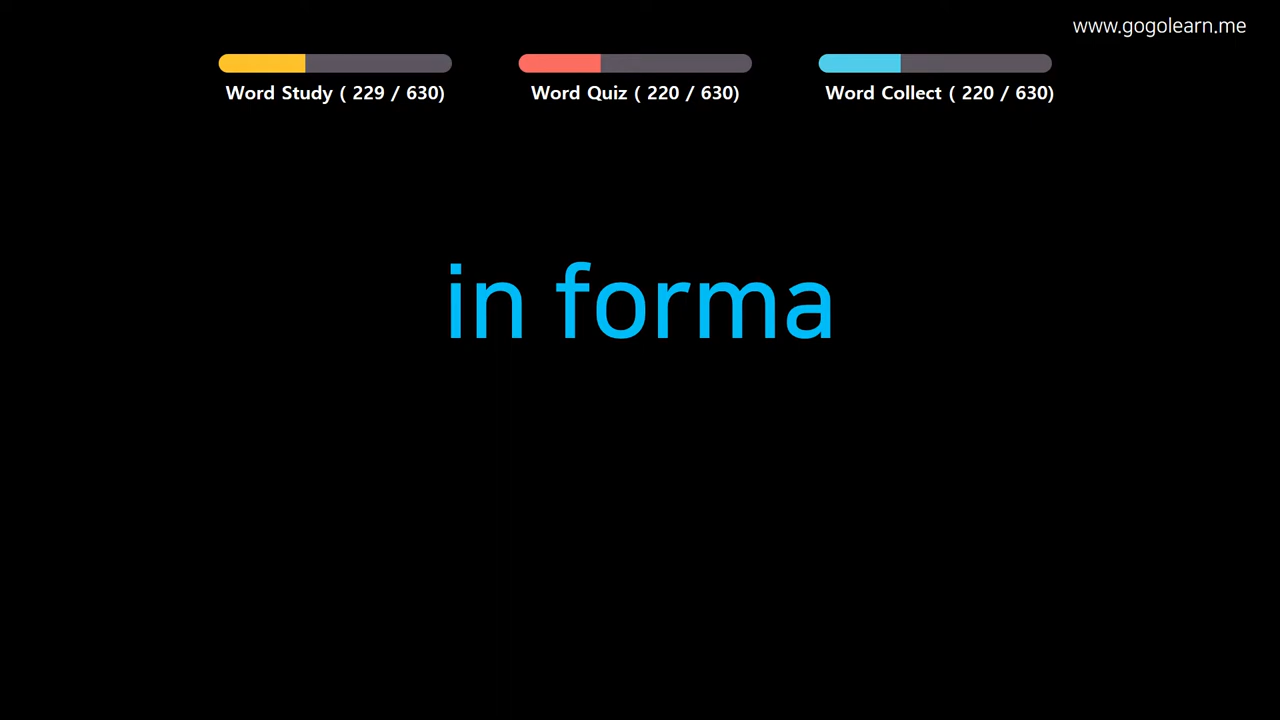 www.gogolearn.me
Word Study ( 229 / 630)
Word Quiz ( 220 / 630)
Word Collect ( 220 / 630)
in forma